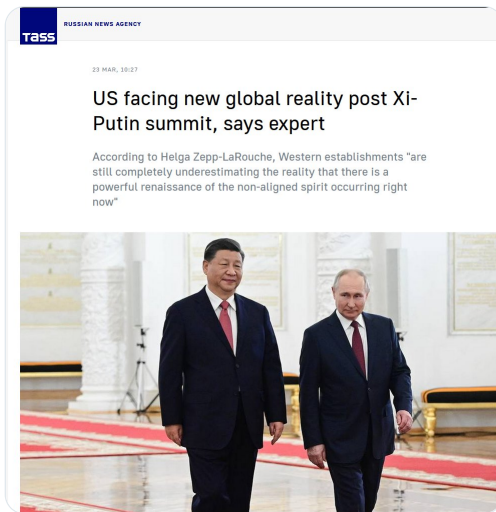 TASS
RUSSIAN NEWS AGENCY
23 MAR, 10:27
US facing new global reality post Xi-
Putin summit, says expert
According to Helga Zepp-LaRouche, Western establishments "are
still completely underestimating the reality that there is a
powerful renaissance of the non-aligned spirit occurring right
now"